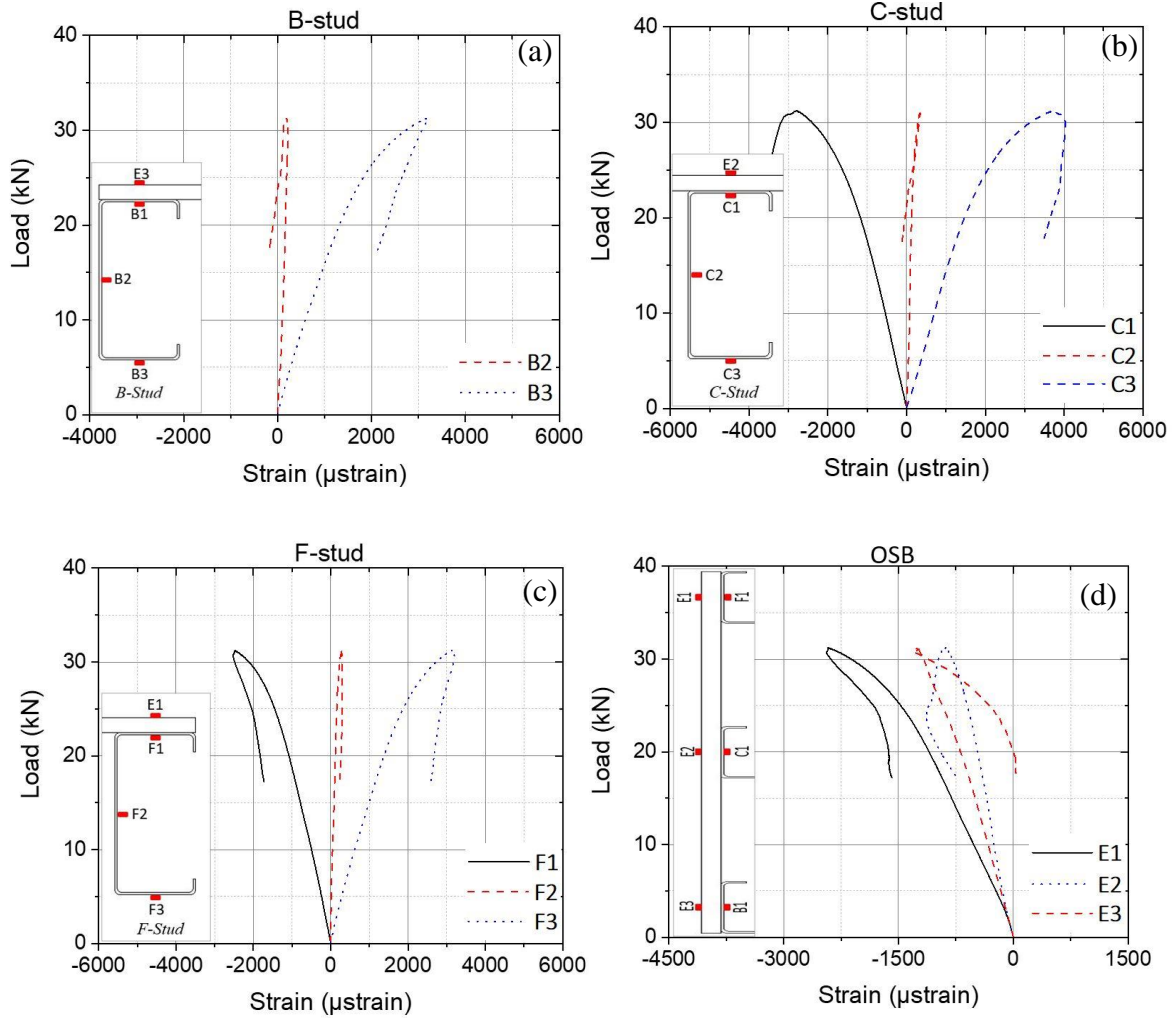 B-stud
(a)
40
30
20
10
0
Load (kN)
-4000 -2000 0 2000 4000 6000
Strain (µstrain)
E3
B1
B2
B3
B-Stud
B2
B3
C-stud
(b)
40
30
20
10
0
Load (kN)
-6000 -4000 -2000 0 2000 4000 6000
Strain (µstrain)
E2
C1
C2
C3
C-Stud
C1
C2
C3
F-stud
(c)
40
30
20
10
0
Load (kN)
-6000 -4000 -2000 0 2000 4000 6000
Strain (µstrain)
E1
F1
F2
F3
F-Stud
F1
F2
F3
OSB
(d)
40
30
20
10
0
Load (kN)
-4500 -3000 -1500 0 1500
Strain (µstrain)
E1 F1
E2 C1
E3 B1
E1
E2
E3